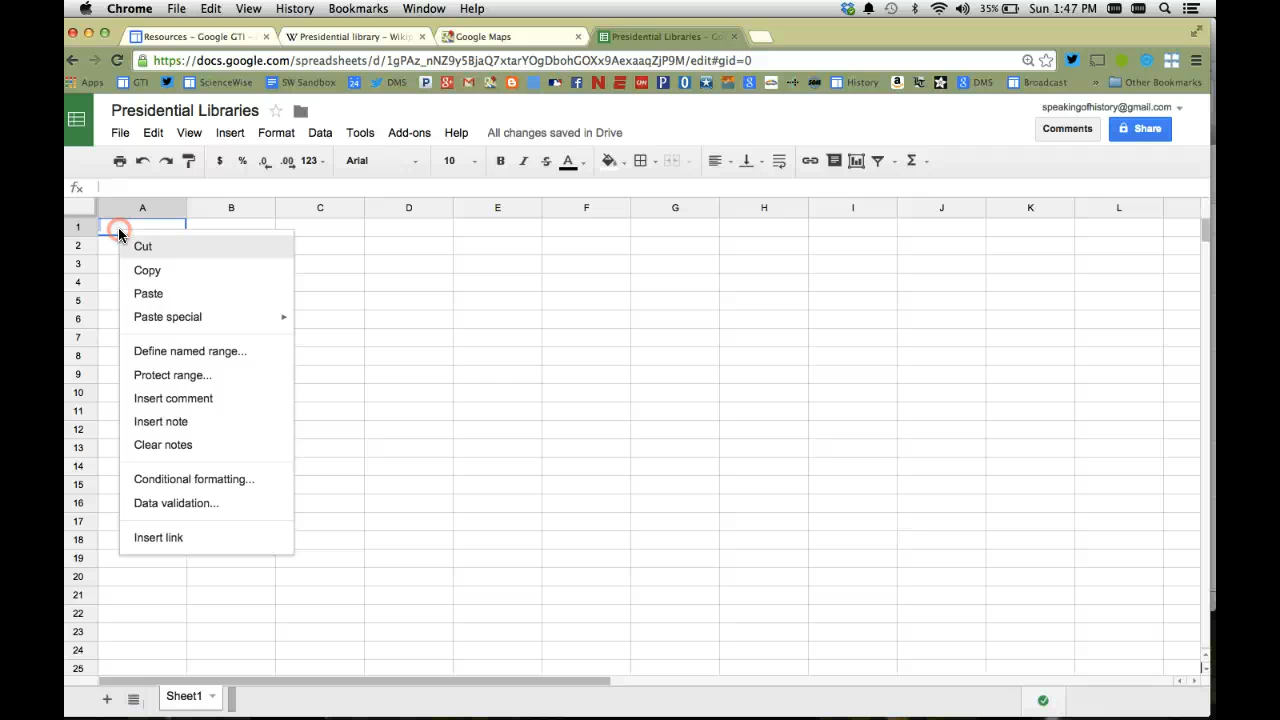 Chrome File Edit View History Bookmarks Window Help 35% Sun 1:47 PM
Resources – Google GTI × Presidential library – Wikip × Google Maps × Presidential Libraries – Go ×
https://docs.google.com/spreadsheets/d/1gPAz_nNZ9y5BjaQ7xtarYOgDbohGOXx9AexaaqZjP9M/edit#gid=0
Apps GTI ScienceWise SW Sandbox 24 DMS History DMS Broadcast » Other Bookmarks
Presidential Libraries
speakingofhistory@gmail.com
File Edit View Insert Format Data Tools Add-ons Help All changes saved in Drive
Comments Share
$ % .0 .00 123 Arial 10 B I S A Σ
fx
A B C D E F G H I J K L
1
2
3
4
5
6
7
8
9
10
11
12
13
14
15
16
17
18
19
20
21
22
23
24
25
Cut
Copy
Paste
Paste special
Define named range...
Protect range...
Insert comment
Insert note
Clear notes
Conditional formatting...
Data validation...
Insert link
+ Sheet1